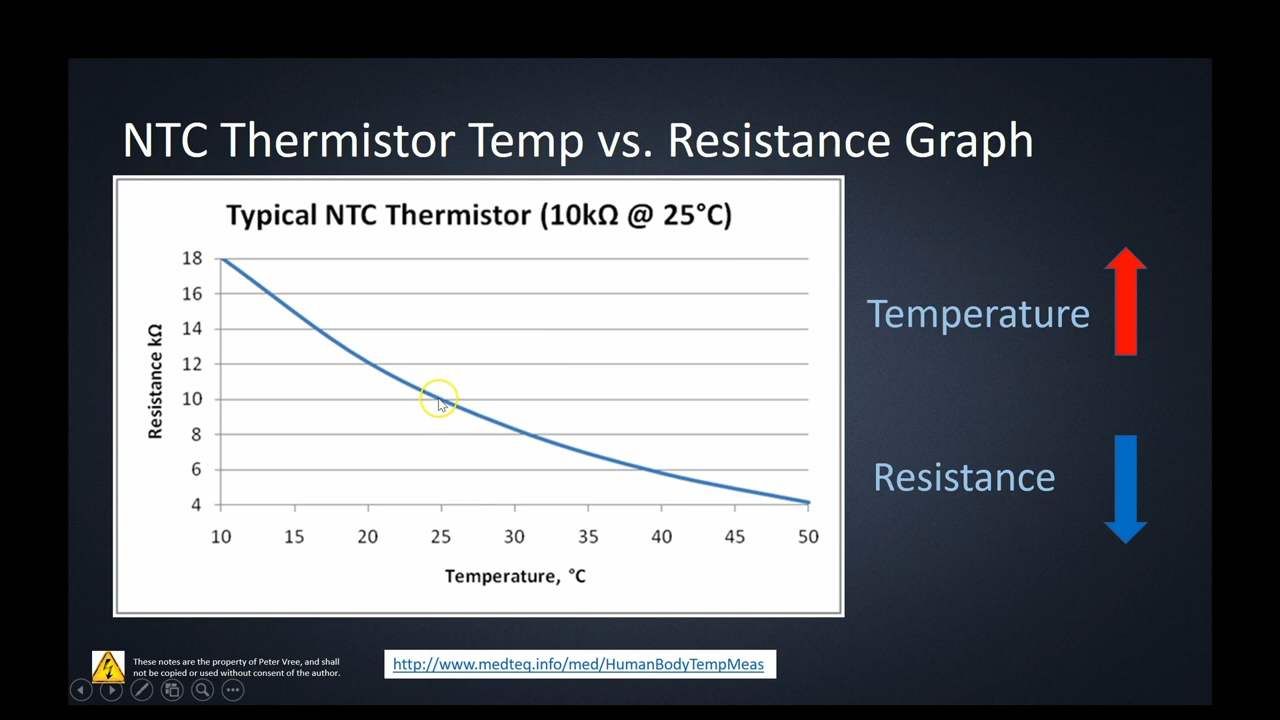 NTC Thermistor Temp vs. Resistance Graph
Typical NTC Thermistor (10kΩ @ 25°C)
18
16
14
12
10
8
6
4
Resistance kΩ
10 15 20 25 30 35 40 45 50
Temperature, °C
Temperature
Resistance
These notes are the property of Peter Vree, and shall
not be copied or used without consent of the author.
http://www.medteq.info/med/HumanBodyTempMeas